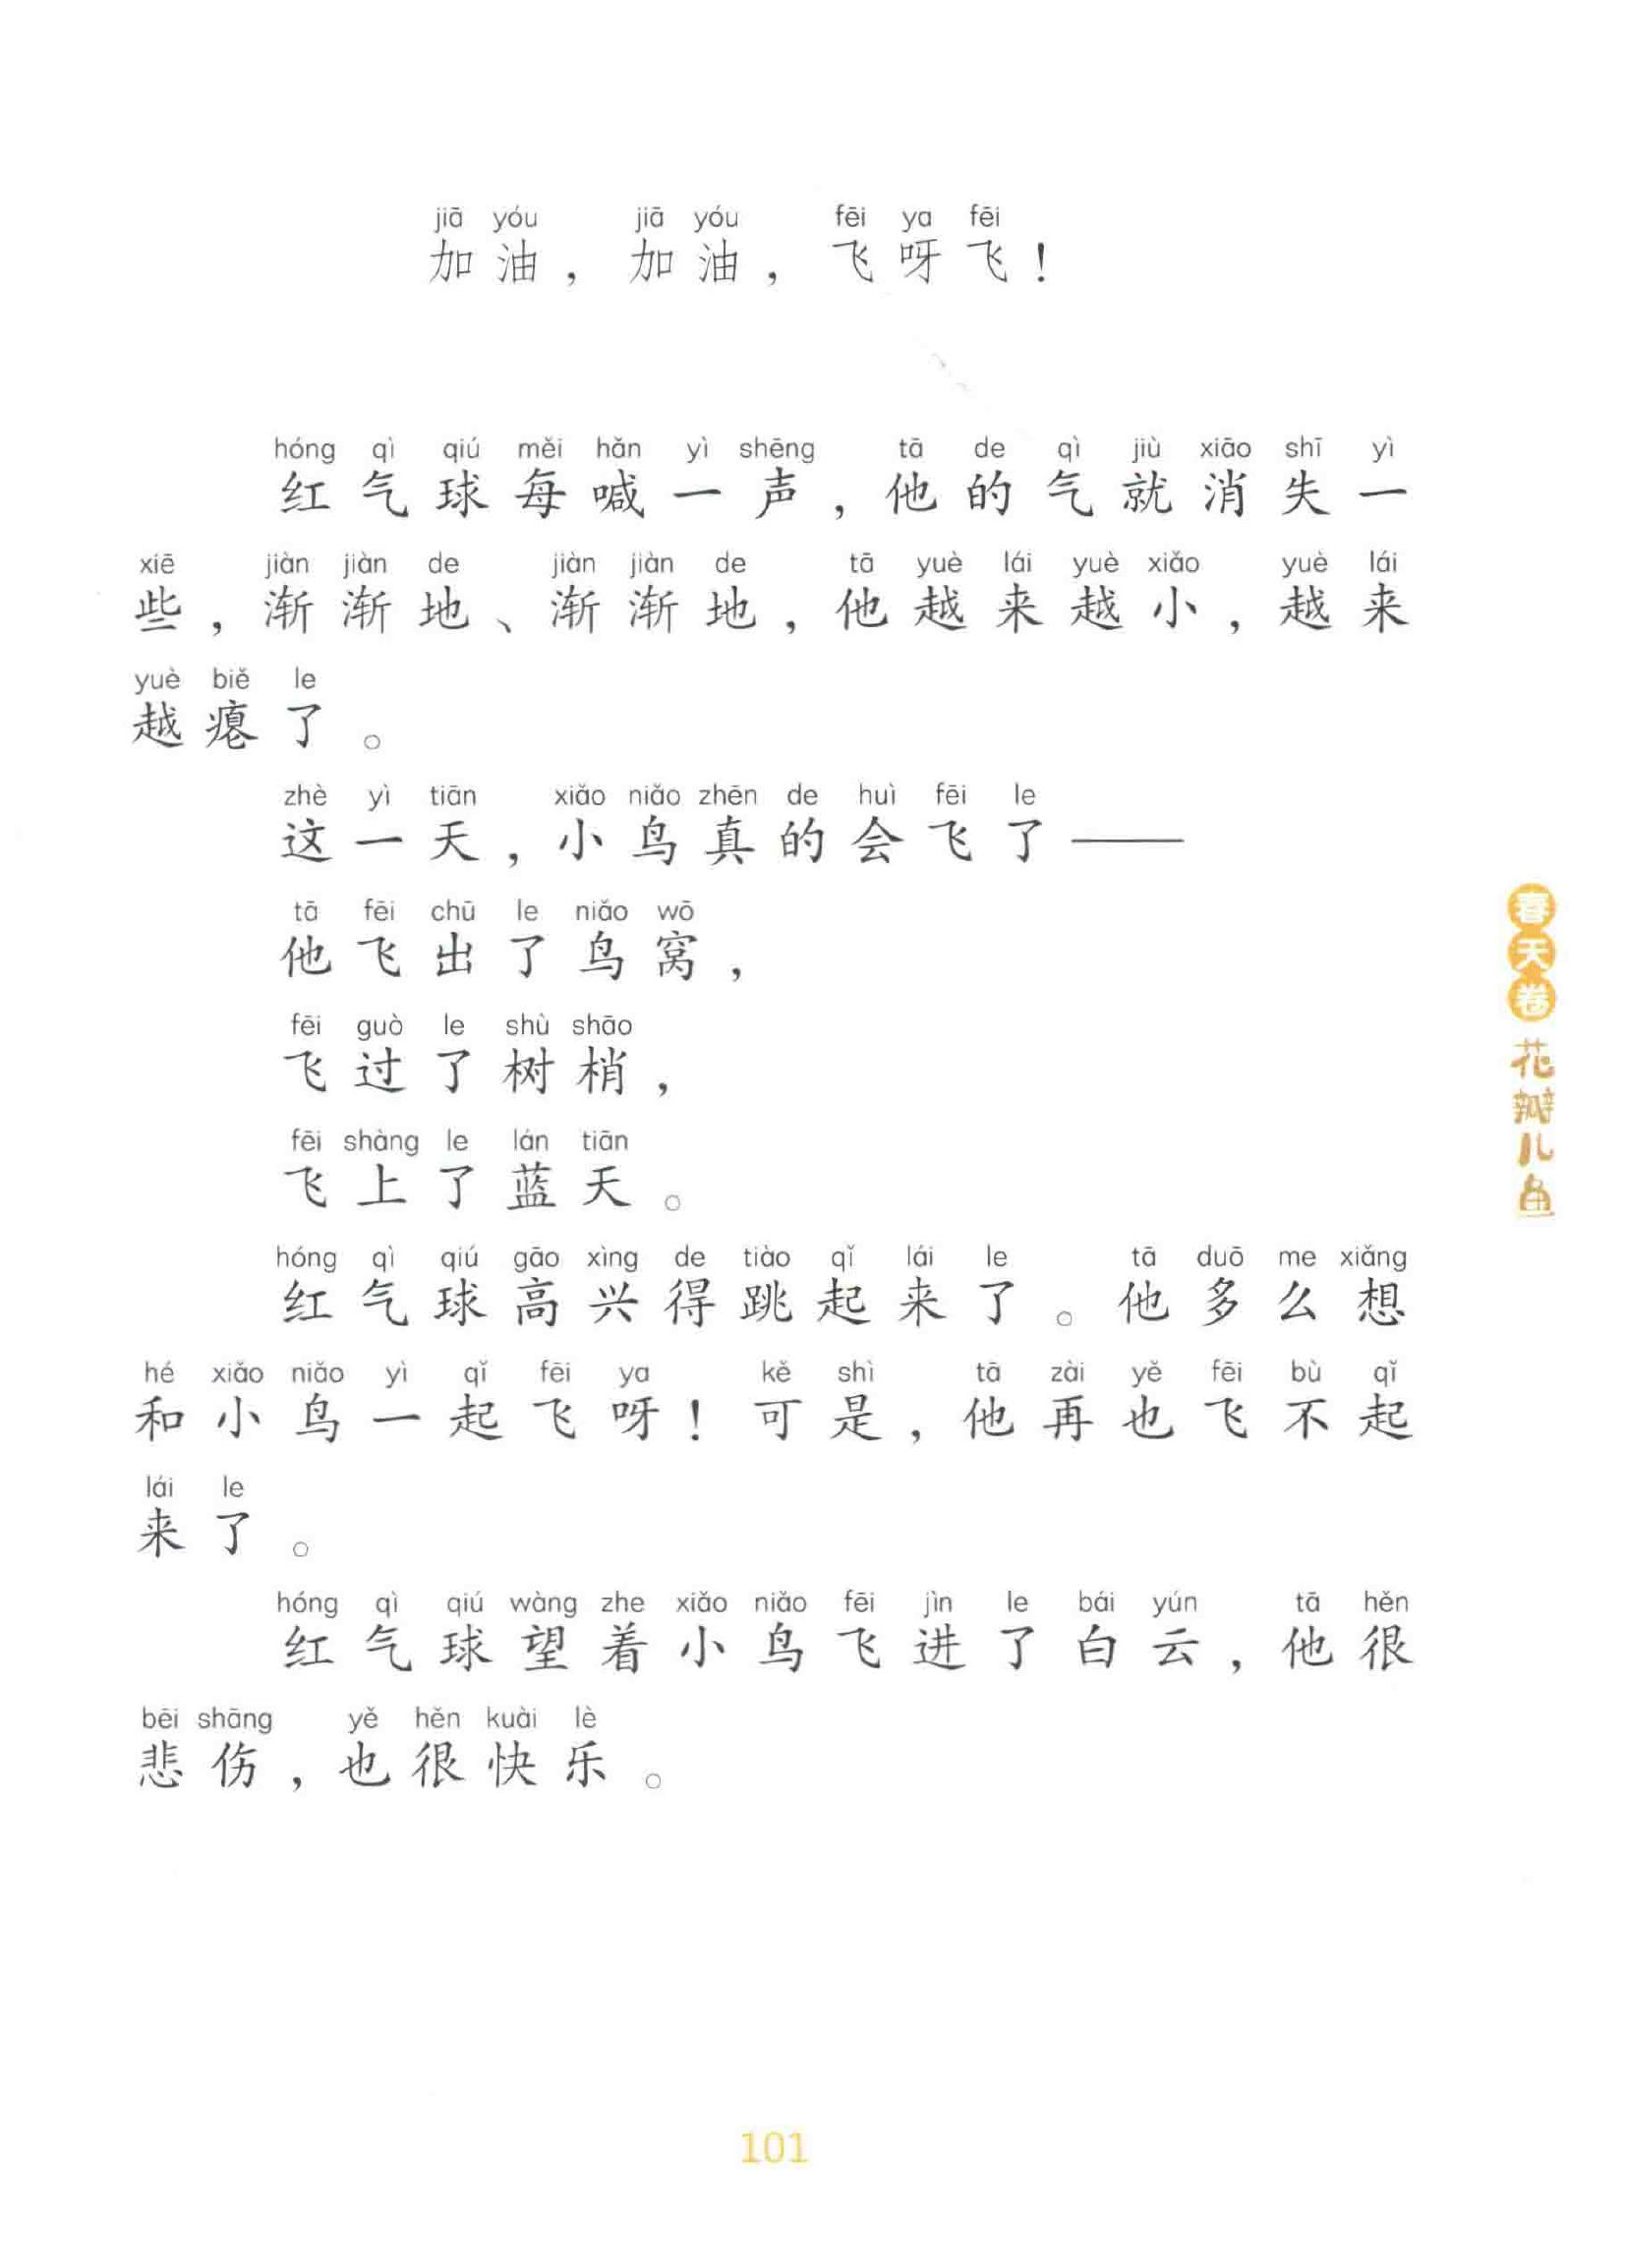 jiā yóu jiā yóu fēi ya fēi
加油，加油，飞呀飞！
hóng qì qiú měi hǎn yì shēng tā de qì jiù xiāo shī yì
红气球每喊一声，他的气就消失一
xiē jiàn jiàn de jiàn jiàn de tā yuè lái yuè xiǎo yuè lái
些，渐渐地、渐渐地，他越来越小，越来
yuè biě le
越瘪了。
zhè yì tiān xiǎo niǎo zhēn de huì fēi le
这一天，小鸟真的会飞了——
tā fēi chū le niǎo wō
他飞出了鸟窝，
fēi guò le shù shāo
飞过了树梢，
fēi shàng le lán tiān
飞上了蓝天。
hóng qì qiú gāo xìng de tiào qǐ lái le tā duō me xiǎng
红气球高兴得跳起来了。他多么想
hé xiǎo niǎo yì qǐ fēi ya kě shì tā zài yě fēi bù qǐ
和小鸟一起飞呀！可是，他再也飞不起
lái le
来了。
hóng qì qiú wàng zhe xiǎo niǎo fēi jìn le bái yún tā hěn
红气球望着小鸟飞进了白云，他很
bēi shāng yě hěn kuài lè
悲伤，也很快乐。
春天卷 花瓣儿鱼
101